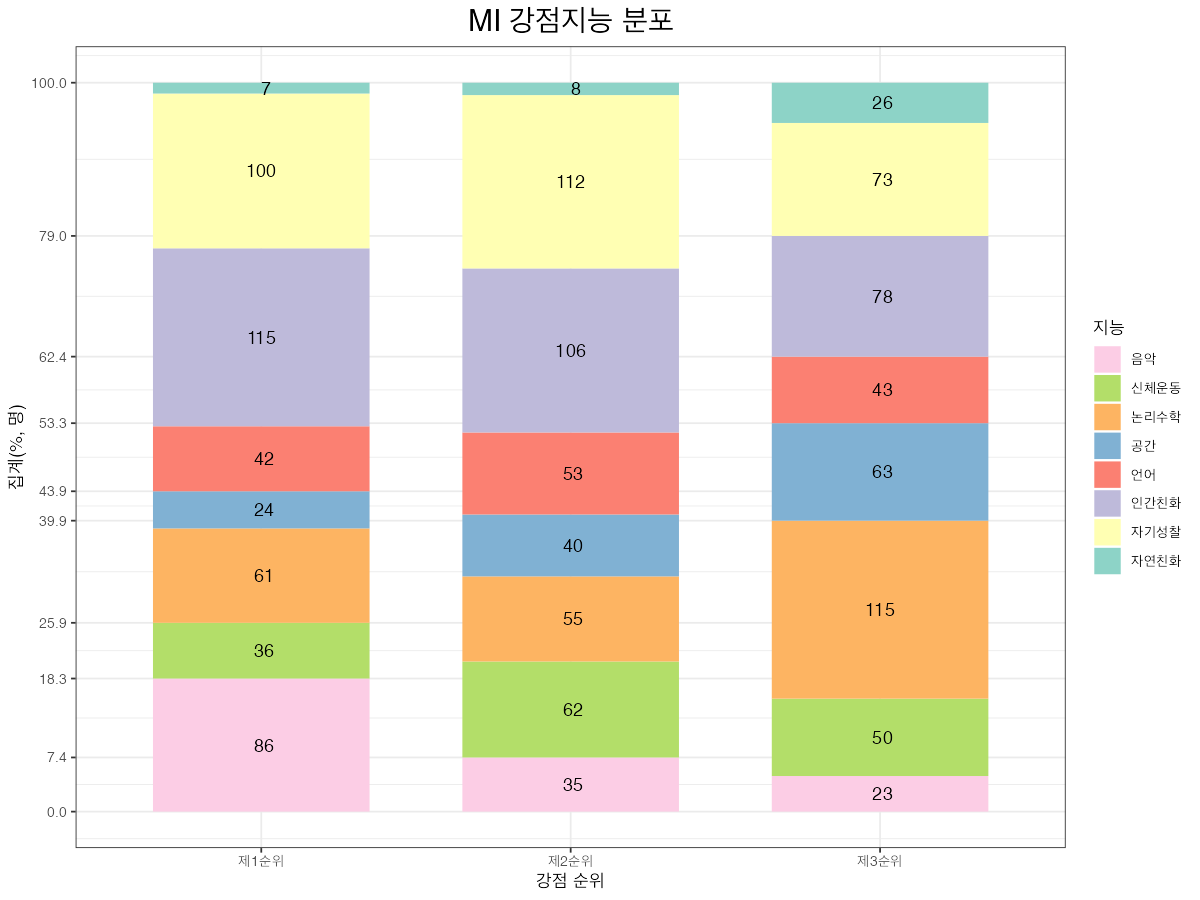 MI 강점지능 분포
집계(%, 명)
100.0
79.0
62.4
53.3
43.9
39.9
25.9
18.3
7.4
0.0
7
100
115
42
24
61
36
86
8
112
106
53
40
55
62
35
26
73
78
43
63
115
50
23
제1순위
제2순위
제3순위
강점 순위
지능
음악
신체운동
논리수학
공간
언어
인간친화
자기성찰
자연친화